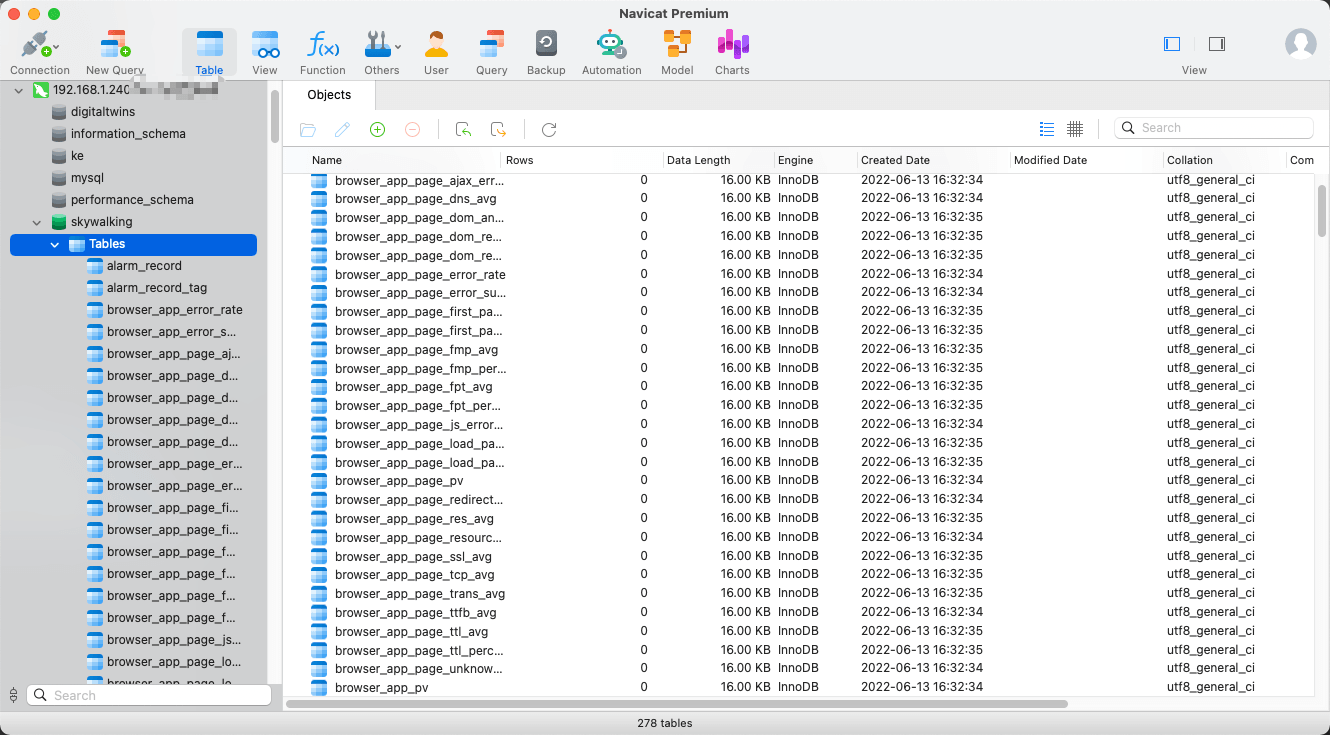 Navicat Premium
Connection
New Query
Table
View
Function
Others
User
Query
Backup
Automation
Model
Charts
View
192.168.1.240
digitaltwins
information_schema
ke
mysql
performance_schema
skywalking
Tables
alarm_record
alarm_record_tag
browser_app_error_rate
browser_app_error_s...
browser_app_page_aj...
browser_app_page_d...
browser_app_page_d...
browser_app_page_d...
browser_app_page_d...
browser_app_page_er...
browser_app_page_er...
browser_app_page_fi...
browser_app_page_fi...
browser_app_page_f...
browser_app_page_f...
browser_app_page_f...
browser_app_page_f...
browser_app_page_js...
browser_app_page_lo...
browser_app_page_lo...
Search
Objects
Search
Name Rows Data Length Engine Created Date Modified Date Collation Com
browser_app_page_ajax_err... 0 16.00 KB InnoDB 2022-06-13 16:32:34 utf8_general_ci
browser_app_page_dns_avg 0 16.00 KB InnoDB 2022-06-13 16:32:34 utf8_general_ci
browser_app_page_dom_an... 0 16.00 KB InnoDB 2022-06-13 16:32:35 utf8_general_ci
browser_app_page_dom_re... 0 16.00 KB InnoDB 2022-06-13 16:32:35 utf8_general_ci
browser_app_page_dom_re... 0 16.00 KB InnoDB 2022-06-13 16:32:35 utf8_general_ci
browser_app_page_error_rate 0 16.00 KB InnoDB 2022-06-13 16:32:34 utf8_general_ci
browser_app_page_error_su... 0 16.00 KB InnoDB 2022-06-13 16:32:34 utf8_general_ci
browser_app_page_first_pa... 0 16.00 KB InnoDB 2022-06-13 16:32:35 utf8_general_ci
browser_app_page_first_pa... 0 16.00 KB InnoDB 2022-06-13 16:32:35 utf8_general_ci
browser_app_page_fmp_avg 0 16.00 KB InnoDB 2022-06-13 16:32:35 utf8_general_ci
browser_app_page_fmp_per... 0 16.00 KB InnoDB 2022-06-13 16:32:35 utf8_general_ci
browser_app_page_fpt_avg 0 16.00 KB InnoDB 2022-06-13 16:32:35 utf8_general_ci
browser_app_page_fpt_per... 0 16.00 KB InnoDB 2022-06-13 16:32:35 utf8_general_ci
browser_app_page_js_error... 0 16.00 KB InnoDB 2022-06-13 16:32:34 utf8_general_ci
browser_app_page_load_pa... 0 16.00 KB InnoDB 2022-06-13 16:32:35 utf8_general_ci
browser_app_page_load_pa... 0 16.00 KB InnoDB 2022-06-13 16:32:35 utf8_general_ci
browser_app_page_pv 0 16.00 KB InnoDB 2022-06-13 16:32:34 utf8_general_ci
browser_app_page_redirect... 0 16.00 KB InnoDB 2022-06-13 16:32:34 utf8_general_ci
browser_app_page_res_avg 0 16.00 KB InnoDB 2022-06-13 16:32:35 utf8_general_ci
browser_app_page_resourc... 0 16.00 KB InnoDB 2022-06-13 16:32:34 utf8_general_ci
browser_app_page_ssl_avg 0 16.00 KB InnoDB 2022-06-13 16:32:35 utf8_general_ci
browser_app_page_tcp_avg 0 16.00 KB InnoDB 2022-06-13 16:32:35 utf8_general_ci
browser_app_page_trans_avg 0 16.00 KB InnoDB 2022-06-13 16:32:35 utf8_general_ci
browser_app_page_ttfb_avg 0 16.00 KB InnoDB 2022-06-13 16:32:34 utf8_general_ci
browser_app_page_ttl_avg 0 16.00 KB InnoDB 2022-06-13 16:32:35 utf8_general_ci
browser_app_page_ttl_perc... 0 16.00 KB InnoDB 2022-06-13 16:32:35 utf8_general_ci
browser_app_page_unknow... 0 16.00 KB InnoDB 2022-06-13 16:32:34 utf8_general_ci
browser_app_pv 0 16.00 KB InnoDB 2022-06-13 16:32:34 utf8_general_ci
278 tables